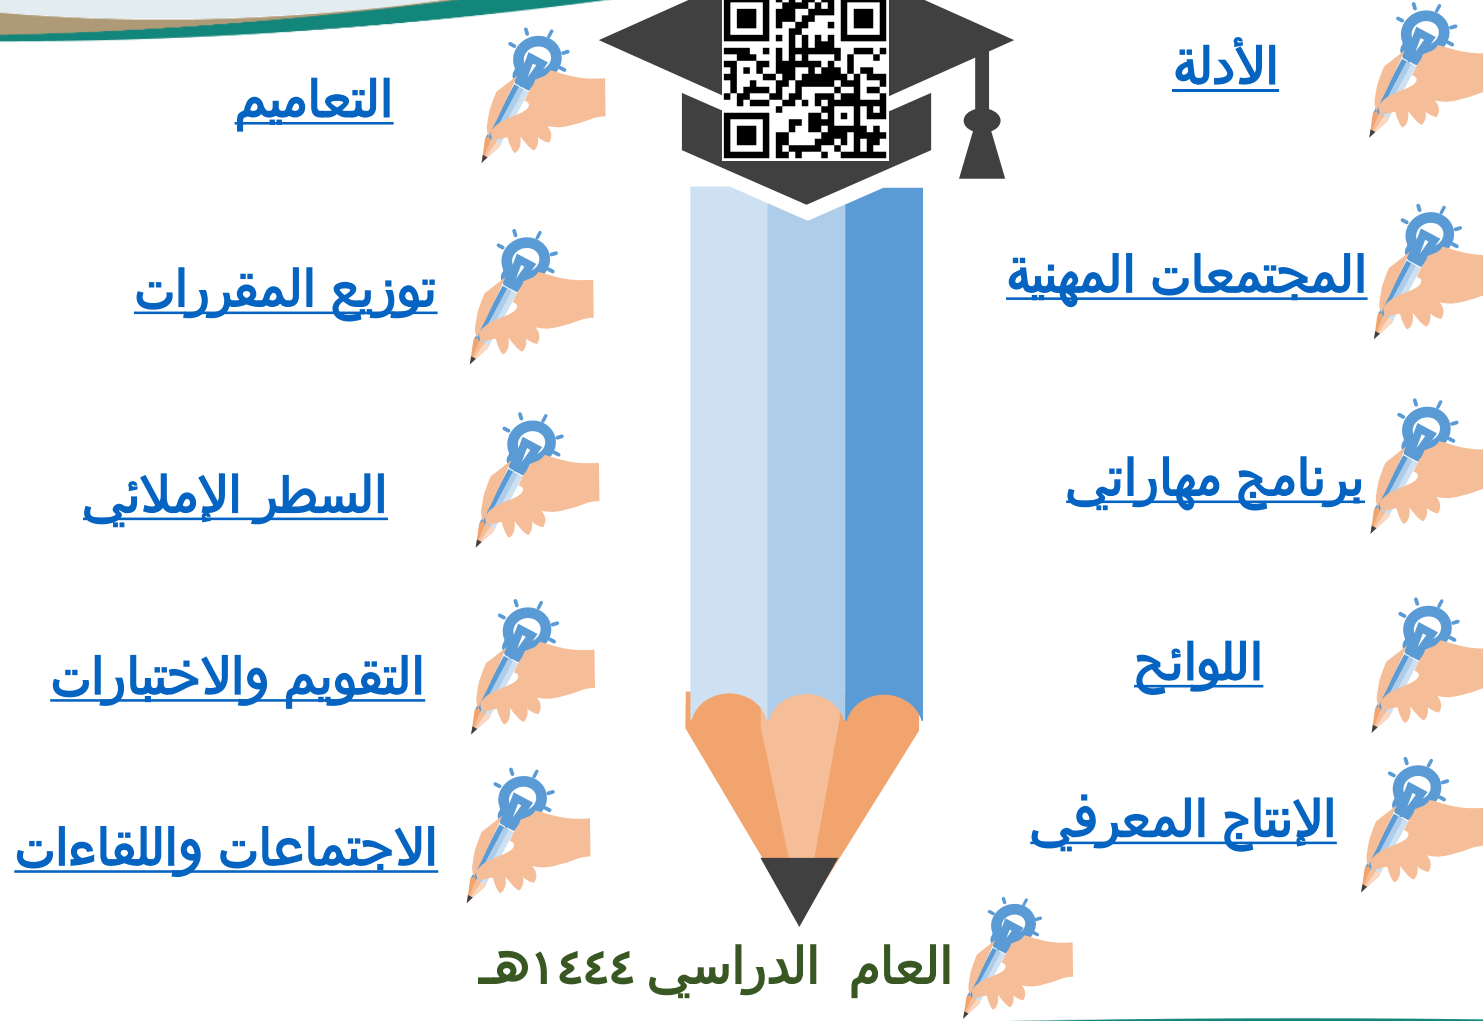 الأدلة
المجتمعات المهنية
برنامج مهاراتي
اللوائح
الإنتاج المعرفي
التعاميم
توزيع المقررات
السطر الإملائي
التقويم والاختبارات
الاجتماعات واللقاءات
العام الدراسي ١٤٤٤هـ